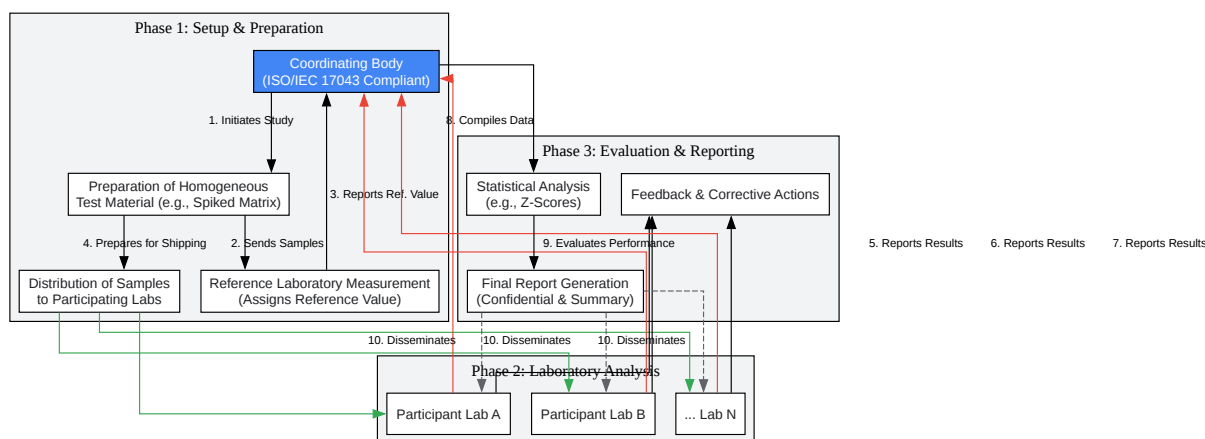 Phase 1: Setup & Preparation
Coordinating Body
(ISO/IEC 17043 Compliant)
1. Initiates Study
8. Compiles Data
Phase 3: Evaluation & Reporting
Preparation of Homogeneous
Test Material (e.g., Spiked Matrix)
3. Reports Ref. Value
Statistical Analysis
(e.g., Z-Scores)
Feedback & Corrective Actions
4. Prepares for Shipping
2. Sends Samples
9. Evaluates Performance
5. Reports Results
6. Reports Results
7. Reports Results
Distribution of Samples
to Participating Labs
Reference Laboratory Measurement
(Assigns Reference Value)
Final Report Generation
(Confidential & Summary)
10. Disseminates
10. Disseminates
10. Disseminates
Phase 2: Laboratory Analysis
Participant Lab A
Participant Lab B
... Lab N